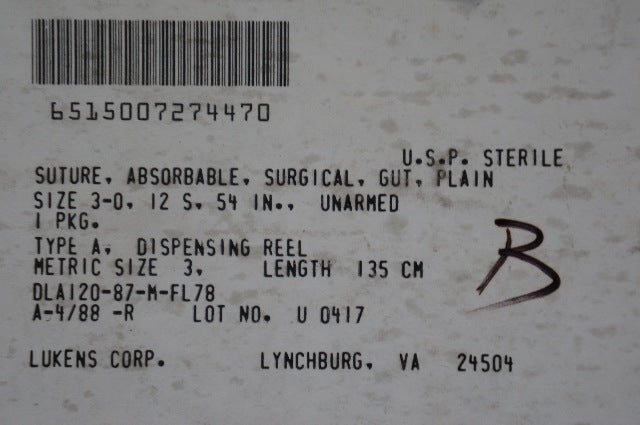 6515007274470
U.S.P. STERILE
SUTURE, ABSORBABLE, SURGICAL, GUT, PLAIN
SIZE 3-0, 12 S, 54 IN., UNARMED
1 PKG.
TYPE A, DISPENSING REEL
METRIC SIZE 3, LENGTH 135 CM
B
DLA120-87-M-FL78
A-4/88 -R LOT NO. U 0417
LUKENS CORP. LYNCHBURG, VA 24504